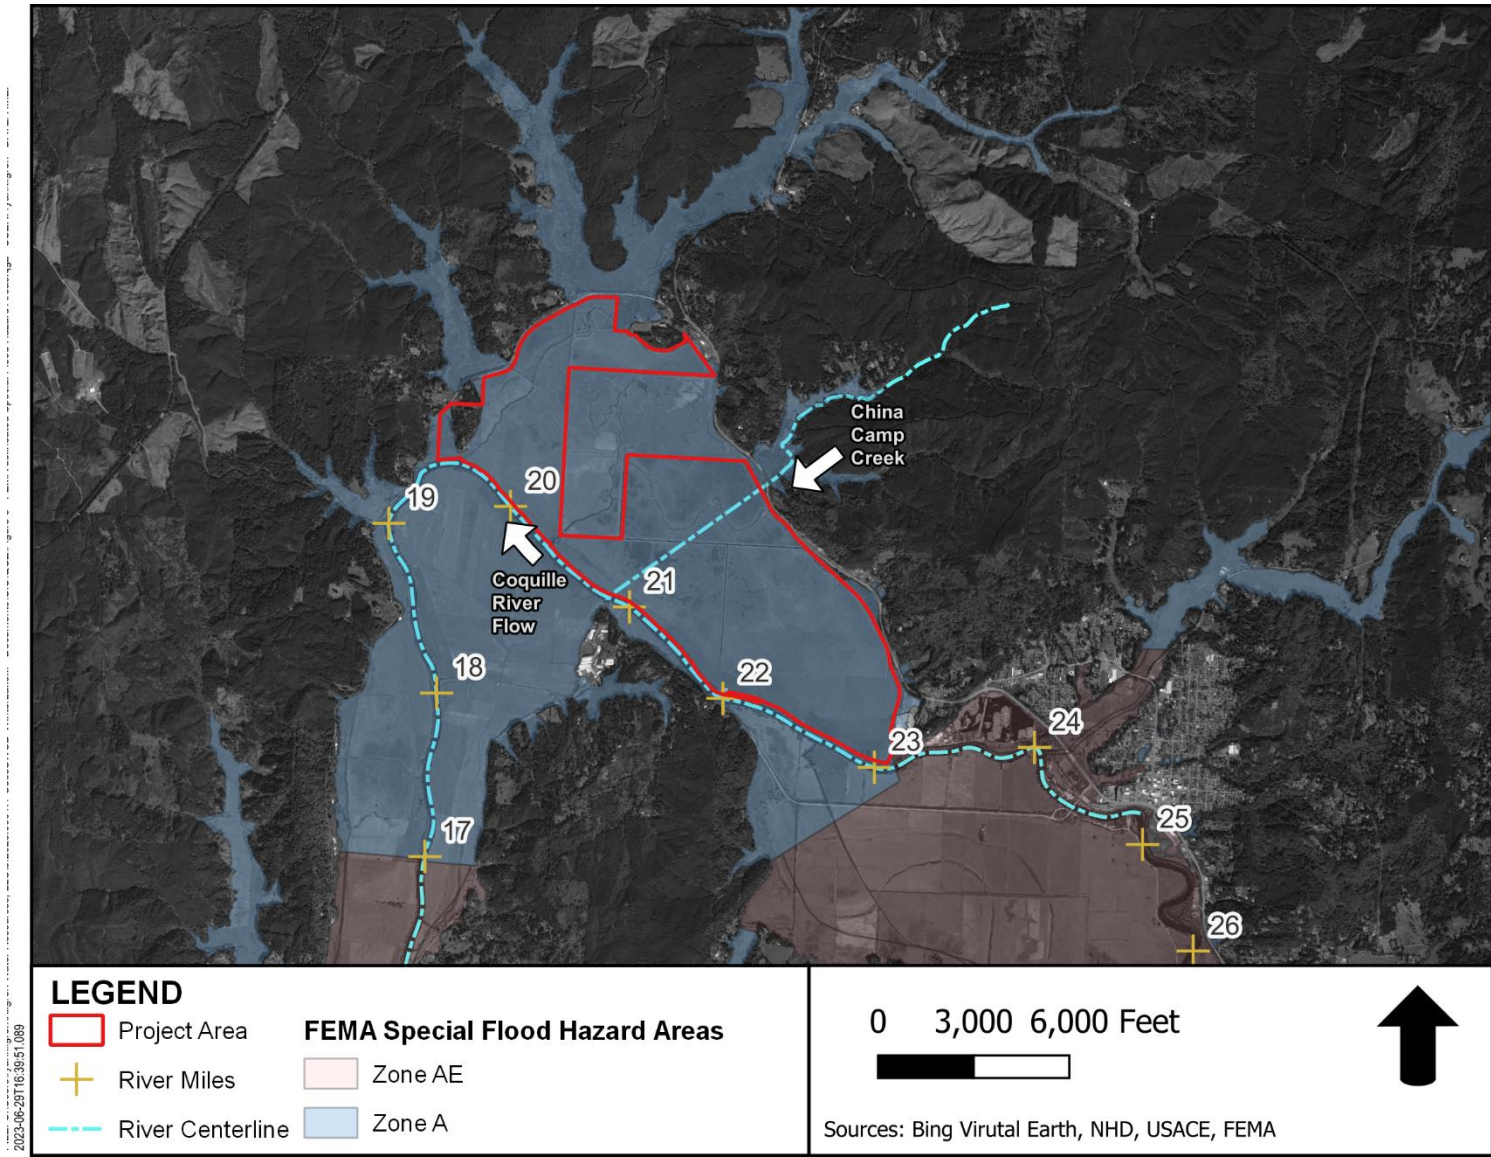 China
Camp
Creek
20
19
21
Coquille
River
Flow
18
22
23
24
17
25
26
LEGEND
Project Area
River Miles
River Centerline
FEMA Special Flood Hazard Areas
Zone AE
Zone A
0 3,000 6,000 Feet
Sources: Bing Virutal Earth, NHD, USACE, FEMA
2023-06-29T16:39:51.089